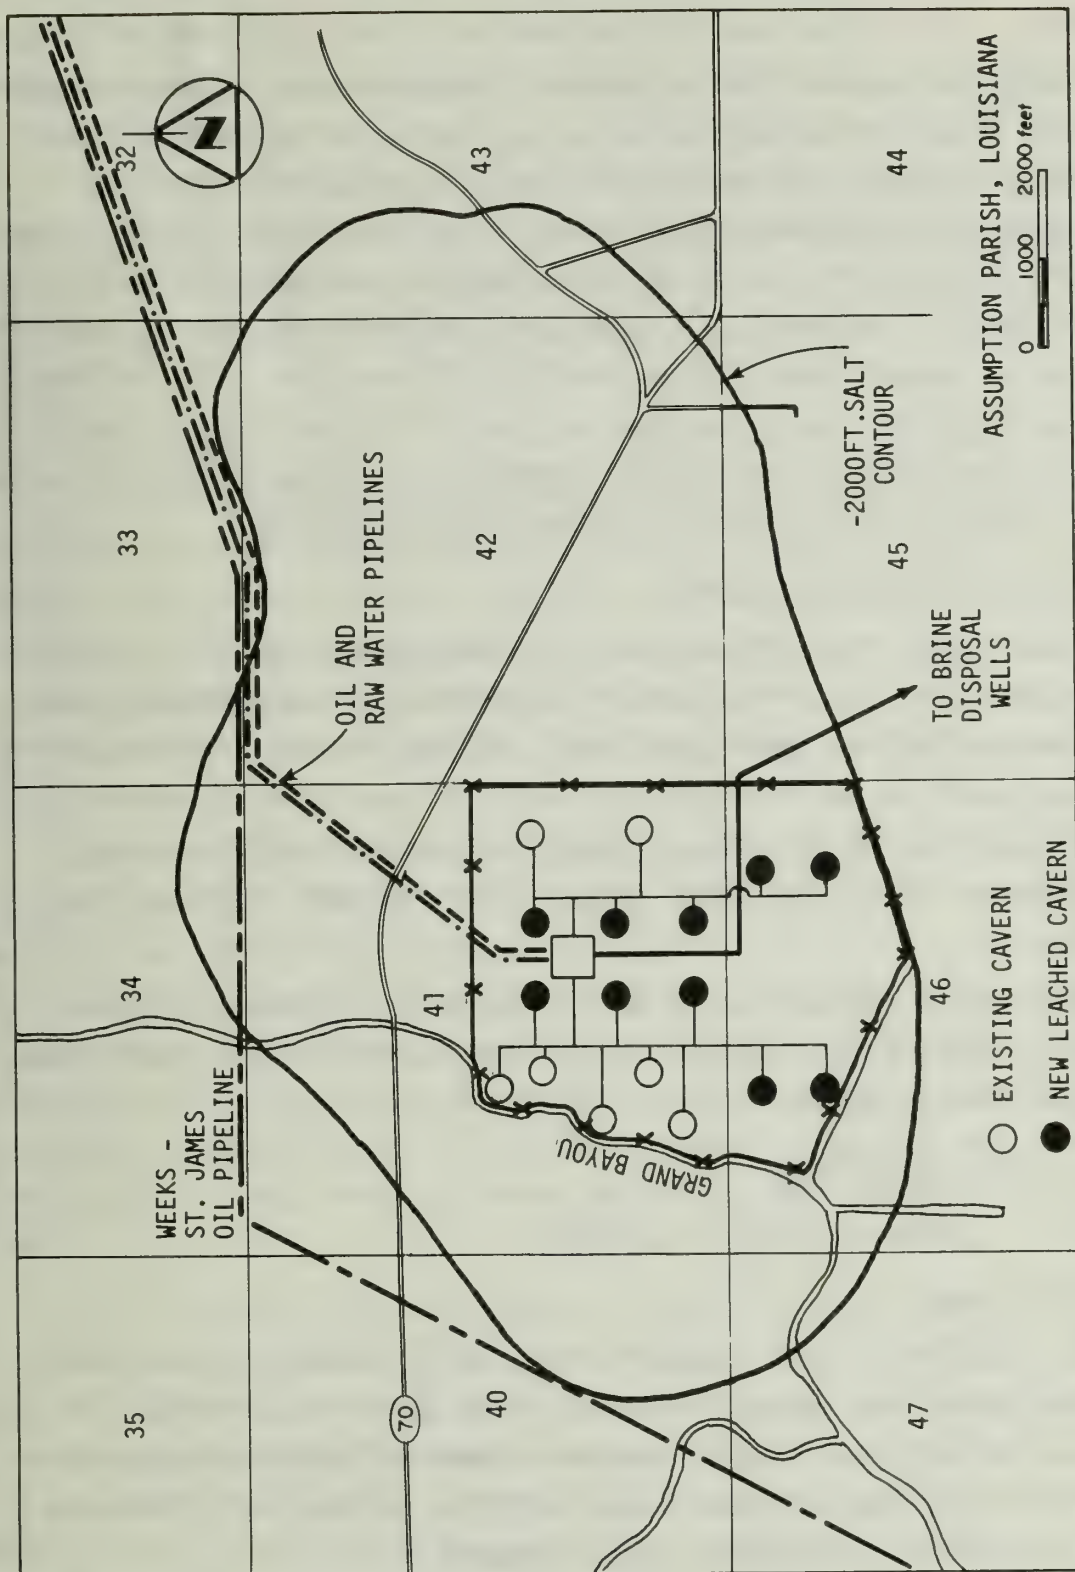 35
34
33
32
WEEKS -
ST. JAMES
OIL PIPELINE
N
OIL AND
RAW WATER PIPELINES
70
40
41
42
43
GRAND BAYOU
-2000FT.SALT
CONTOUR
47
46
45
44
TO BRINE
DISPOSAL
WELLS
EXISTING CAVERN
NEW LEACHED CAVERN
ASSUMPTION PARISH, LOUISIANA
0 1000 2000 feet